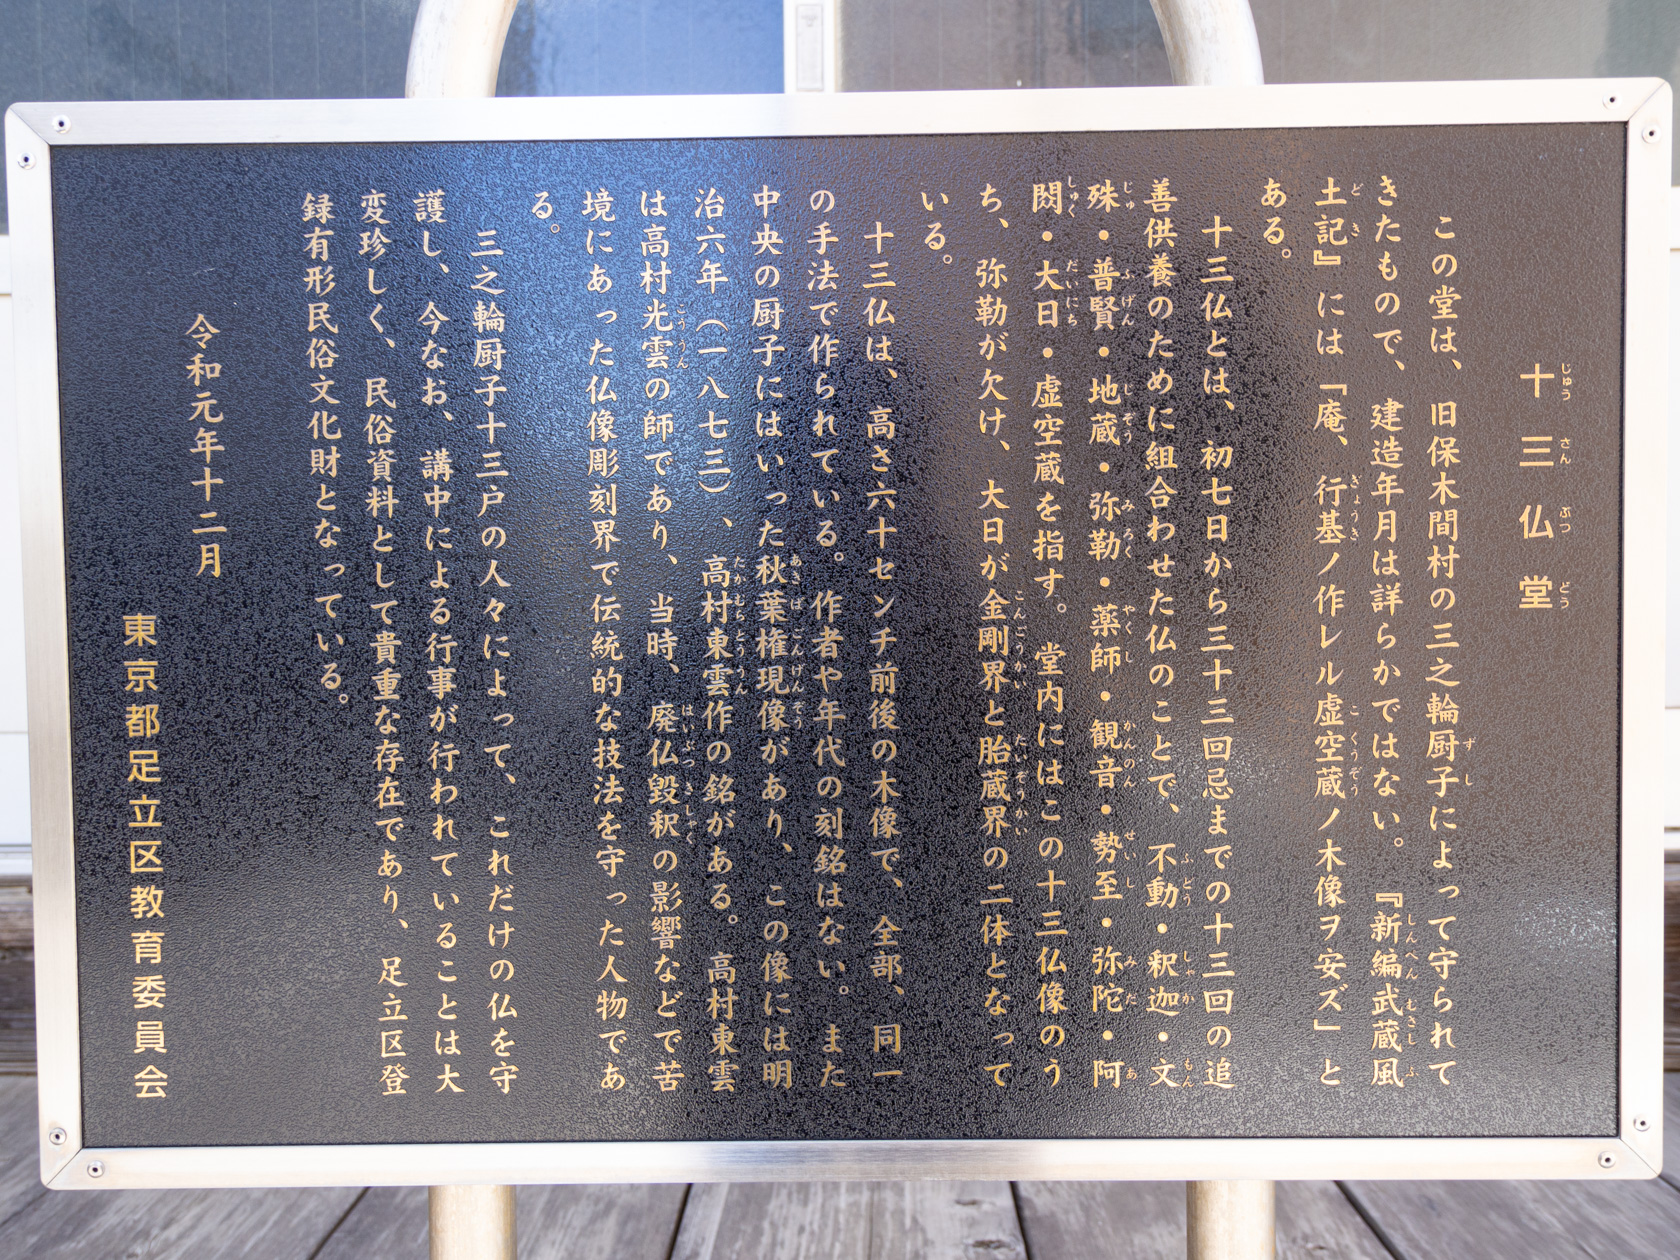 十三仏堂
この堂は、旧保木間村の三之輪厨子によって守られて
きたもので、建造年月は詳らかではない。『新編武蔵風
土記』には「庵、行基ノ作レル虚空蔵ノ木像ヲ安ズ」と
ある。
十三仏とは、初七日から三十三回忌までの十三回の追
善供養のために組合わせた仏のことで、不動・釈迦・文
殊・普賢・地蔵・弥勒・薬師・観音・勢至・弥陀・阿
閦・大日・虚空蔵を指す。堂内にはこの十三仏像のう
ち、弥勒が欠け、大日が金剛界と胎蔵界の二体となって
いる。
十三仏は、高さ六十センチ前後の木像で、全部、同一
の手法で作られている。作者や年代の刻銘はない。また
中央の厨子にはいった秋葉権現像があり、この像には明
治六年（一八七三）、高村東雲作の銘がある。高村東雲
は高村光雲の師であり、当時、廃仏毀釈の影響などで苦
境にあった仏像彫刻界で伝統的な技法を守った人物であ
る。
三之輪厨子十三戸の人々によって、これだけの仏を守
護し、今なお、講中による行事が行われていることは大
変珍しく、民俗資料として貴重な存在であり、足立区登
録有形民俗文化財となっている。
令和元年十二月
東京都足立区教育委員会